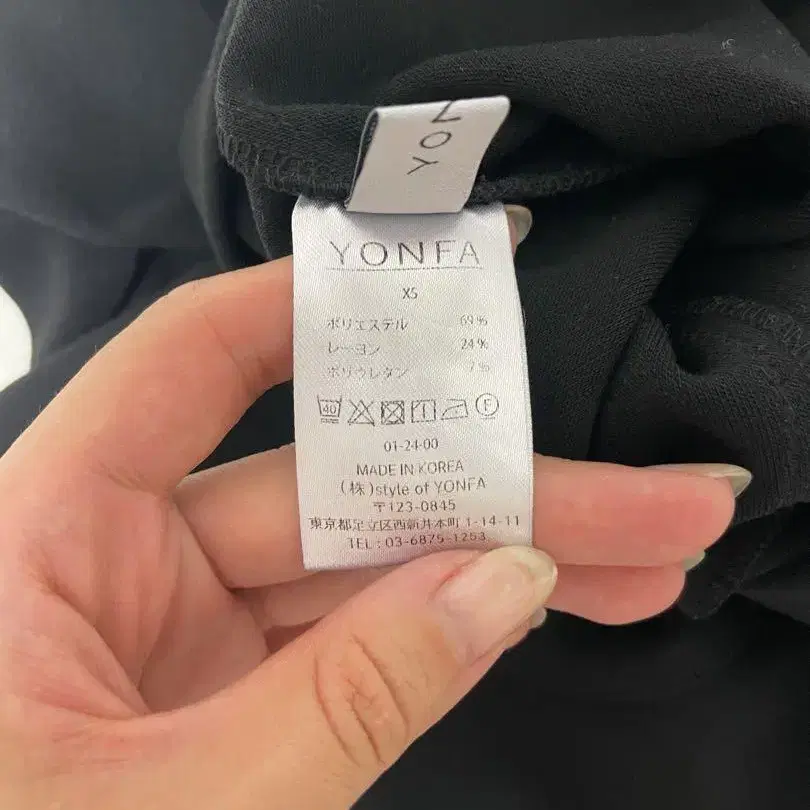 YON
YONFA
XS
ポリエステル 69%
レーヨン 24%
ポリウレタン 7%
40 F
01-24-00
MADE IN KOREA
(株)style of YONFA
〒123-0845
東京都足立区西新井本町 1-14-11
TEL : 03-6875-1253